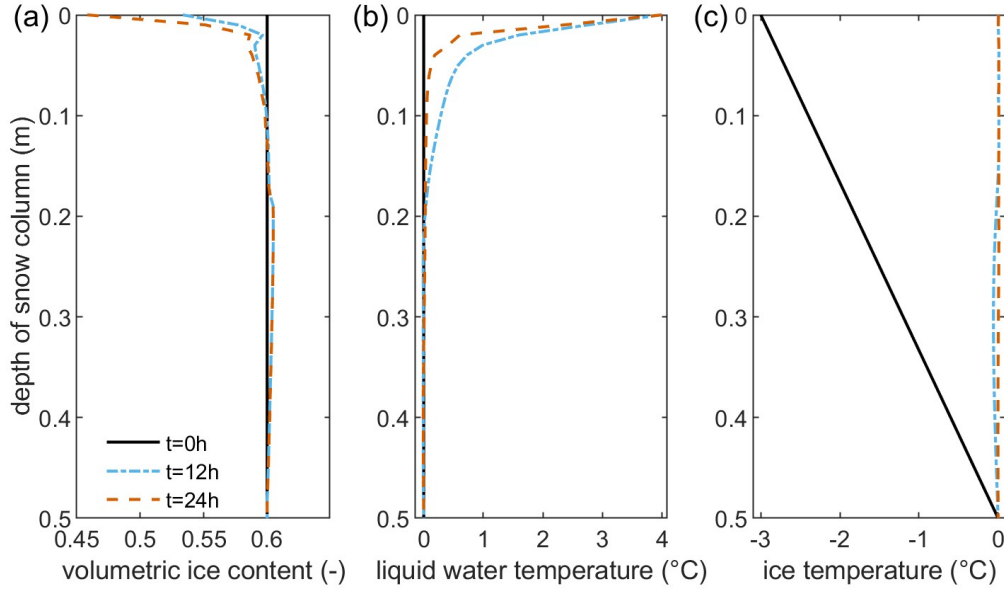 (a)
(b)
(c)
depth of snow column (m)
0
0.1
0.2
0.3
0.4
0.5
0.45 0.5 0.55 0.6
volumetric ice content (-)
t=0h
t=12h
t=24h
0
0.1
0.2
0.3
0.4
0.5
0 1 2 3 4
liquid water temperature (°C)
0
0.1
0.2
0.3
0.4
0.5
-3 -2 -1 0
ice temperature (°C)